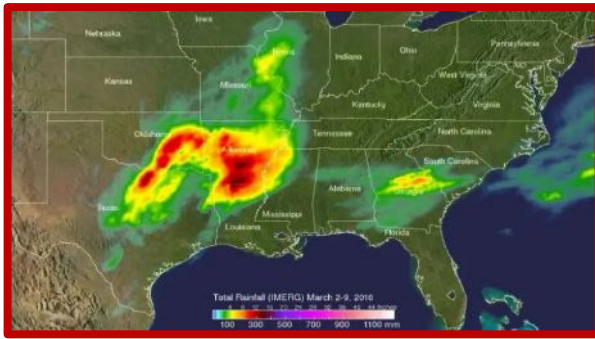 Iowa
Nebraska
Pennsylvania
Ohio
Indiana
Illinois
Kansas
Missouri
West Virginia
Kentucky
Virginia
Oklahoma
Tennessee
North Carolina
Arkansas
South Carolina
Alabama
Texas
Mississippi
Louisiana
Florida
Total Rainfall (IMERG) March 2-9, 2016
100 300 500 700 900 1100 mm